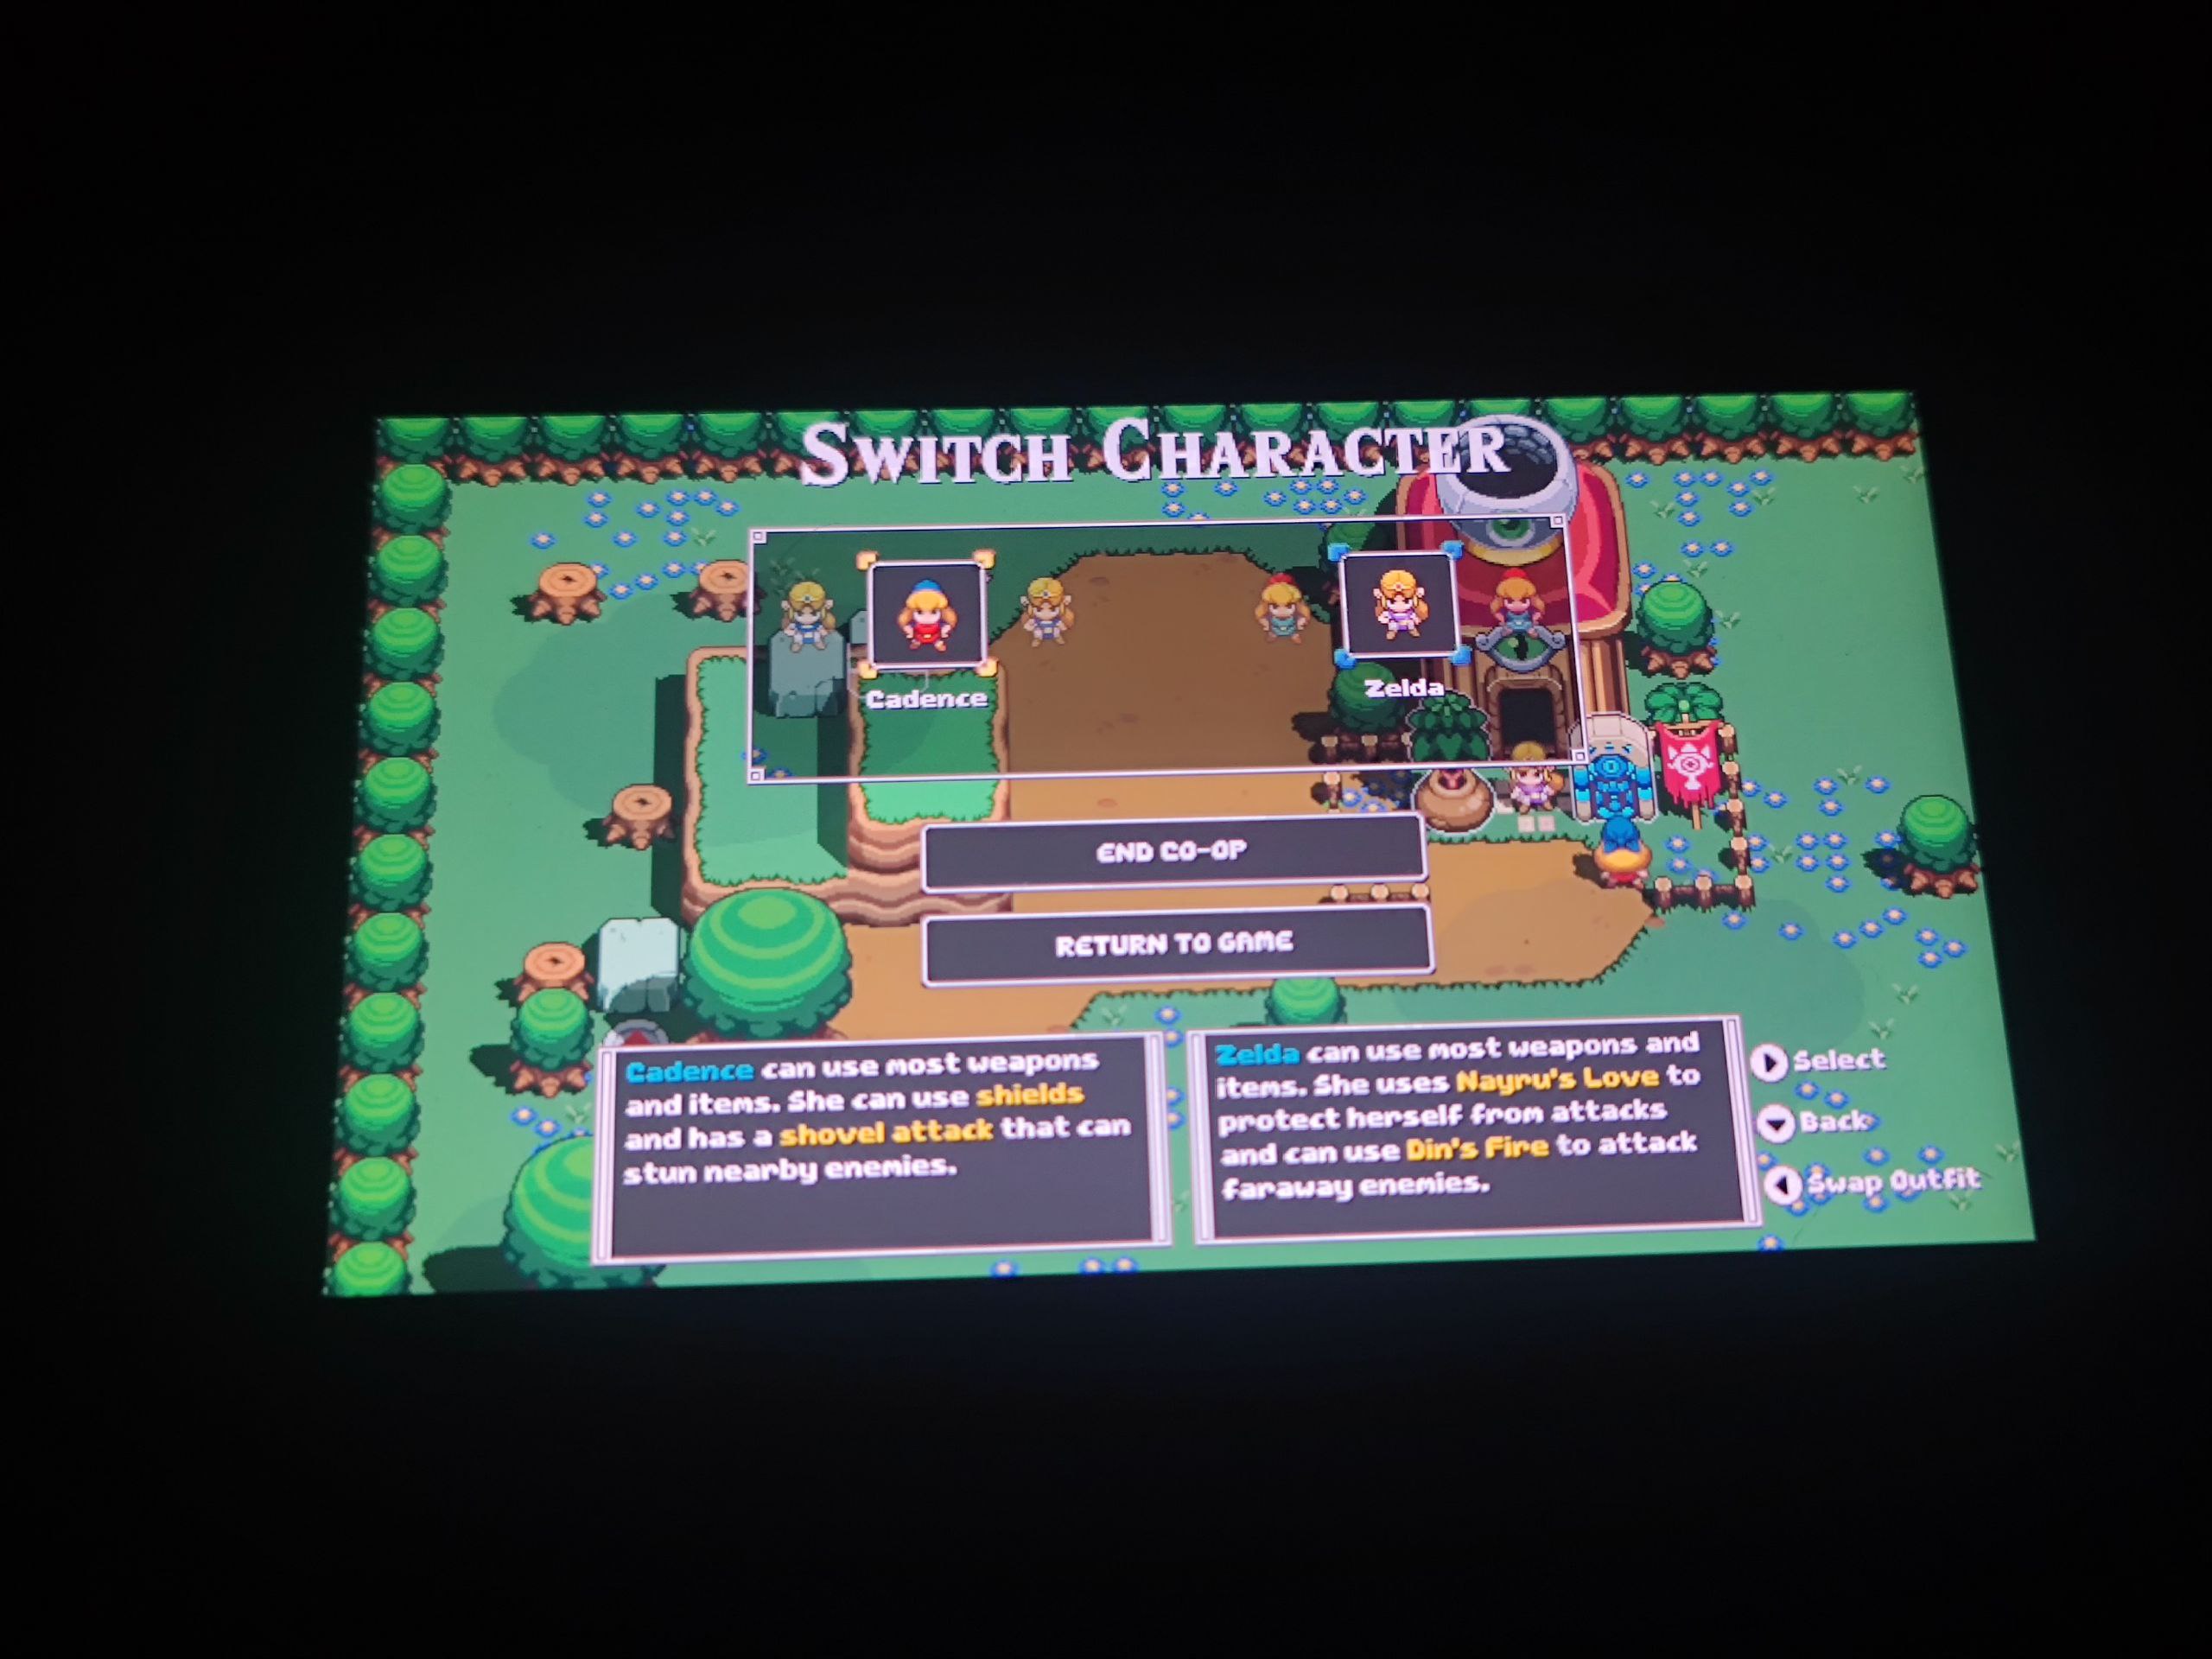 SWITCH CHARACTER
Cadence
Zelda
END CO-OP
RETURN TO GAME
Cadence can use most weapons
and items. She can use shields
and has a shovel attack that can
stun nearby enemies.
Zelda can use most weapons and
items. She uses Nayru's Love to
protect herself from attacks
and can use Din's Fire to attack
faraway enemies.
Select
Back
Swap Outfit